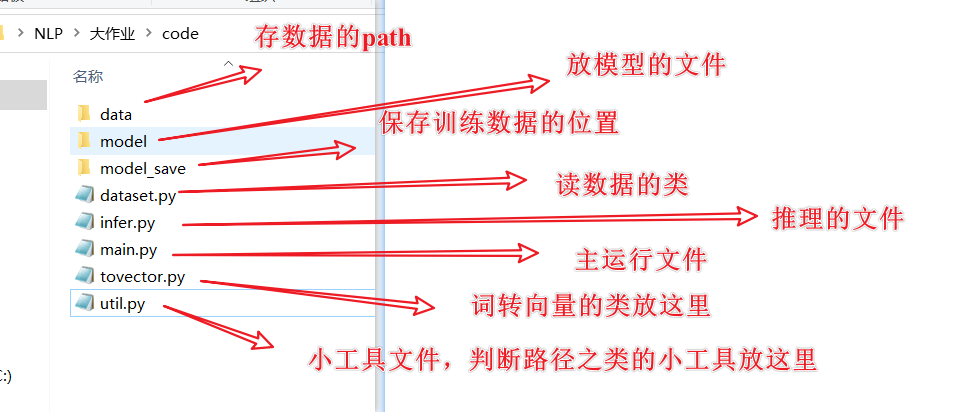 NLP > 大作业 > code
存数据的path
名称
放模型的文件
data
保存训练数据的位置
model
model_save
读数据的类
dataset.py
推理的文件
infer.py
main.py
主运行文件
tovector.py
词转向量的类放这里
util.py
小工具文件，判断路径之类的小工具放这里
:)